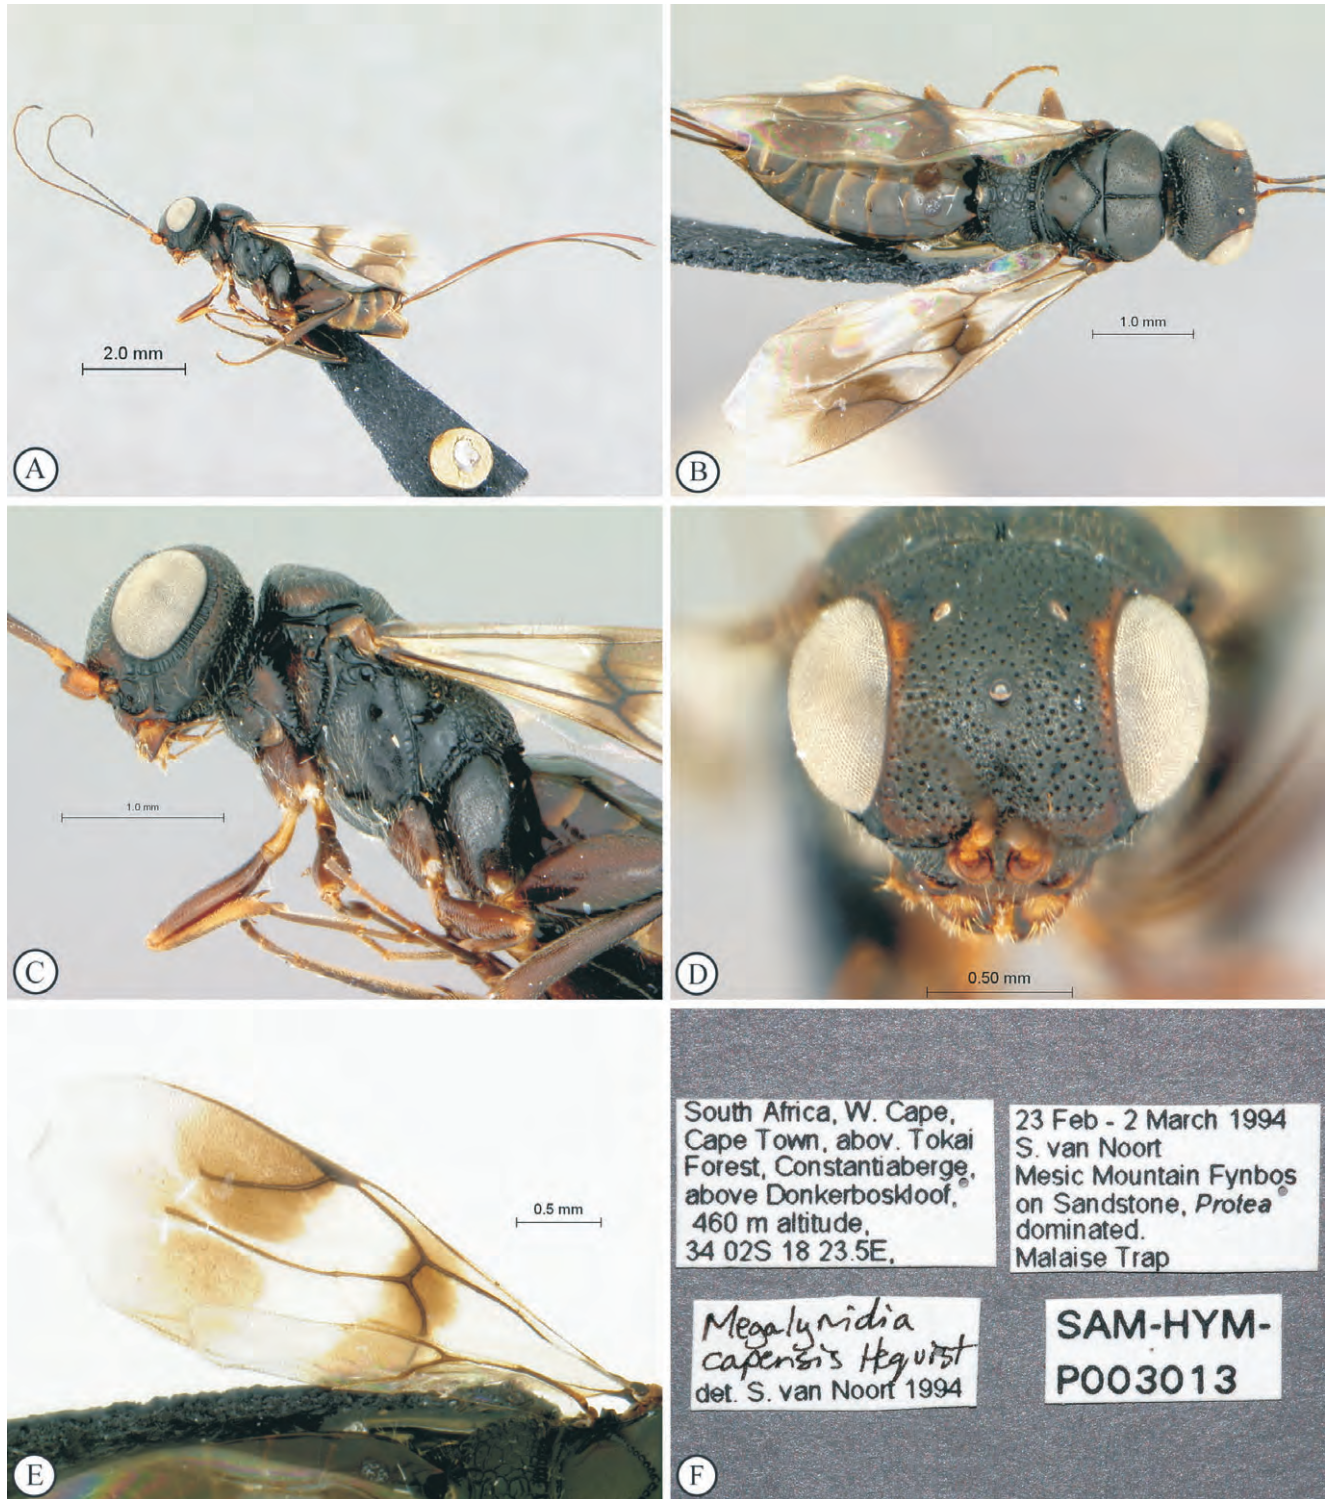 2.0 mm
A
1.0 mm
B
1.0 mm
C
0.50 mm
D
0.5 mm
E
South Africa, W. Cape,
Cape Town, abov. Tokai
Forest, Constantiaberge,
above Donkerboskloof,
460 m altitude,
34 02S 18 23.5E,
23 Feb - 2 March 1994
S. van Noort
Mesic Mountain Fynbos
on Sandstone, Protea
dominated.
Malaise Trap
Megalyridia
capensis Hequist
det. S. van Noort 1994
SAM-HYM-
P003013
F